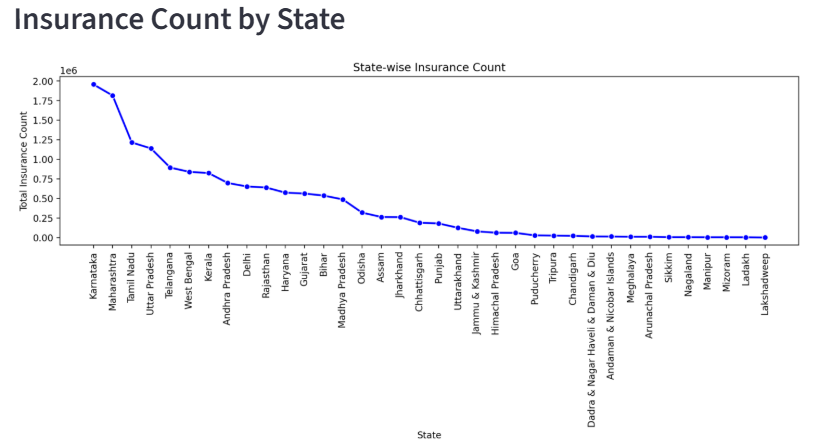 Insurance Count by State
State-wise Insurance Count
1e6
Total Insurance Count
2.00
1.75
1.50
1.25
1.00
0.75
0.50
0.25
0.00
Karnataka
Maharashtra
Tamil Nadu
Uttar Pradesh
Telangana
West Bengal
Kerala
Andhra Pradesh
Delhi
Rajasthan
Haryana
Gujarat
Bihar
Madhya Pradesh
Odisha
Assam
Jharkhand
Chhattisgarh
Punjab
Uttarakhand
Jammu & Kashmir
Himachal Pradesh
Goa
Puducherry
Tripura
Chandigarh
Dadra & Nagar Haveli & Daman & Diu
Andaman & Nicobar Islands
Meghalaya
Arunachal Pradesh
Sikkim
Nagaland
Manipur
Mizoram
Ladakh
Lakshadweep
State